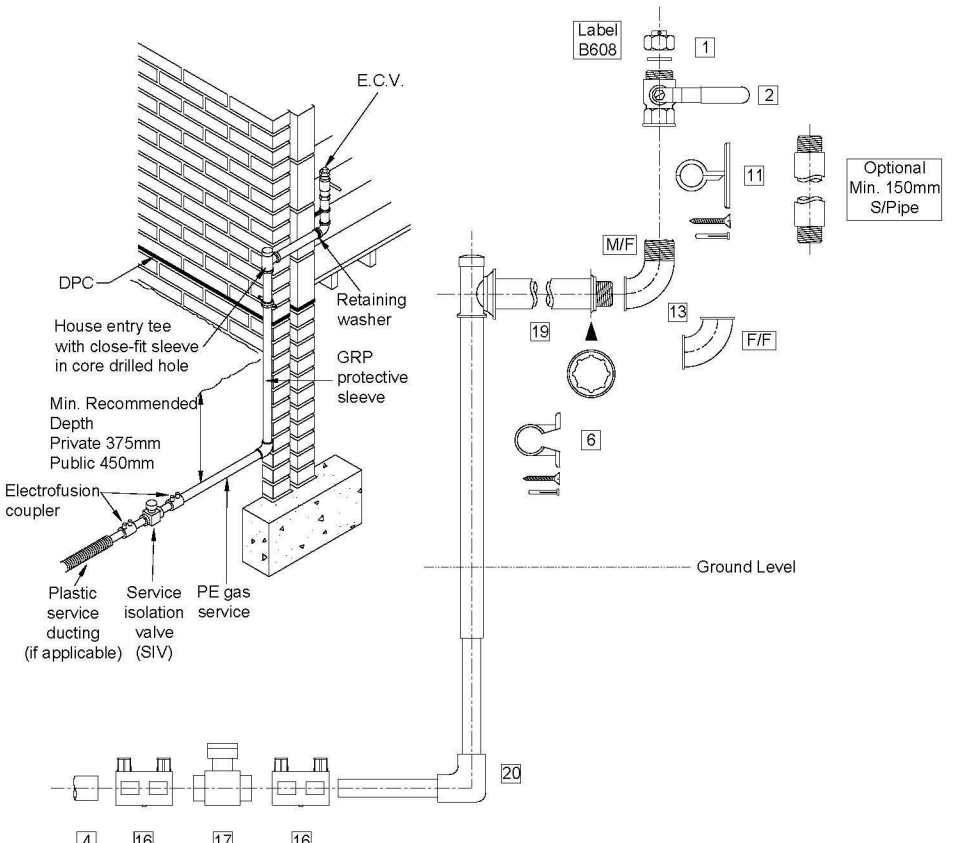 Label
B608
1
E.C.V.
2
11
Optional
Min. 150mm
S/Pipe
M/F
DPC
Retaining
washer
13
House entry tee
with close-fit sleeve
in core drilled hole
19
F/F
GRP
protective
sleeve
Min. Recommended
Depth
Private 375mm
Public 450mm
6
Electrofusion
coupler
Ground Level
Plastic
service
ducting
(if applicable)
Service
isolation
valve
(SIV)
PE gas
service
20
4
16
17
16